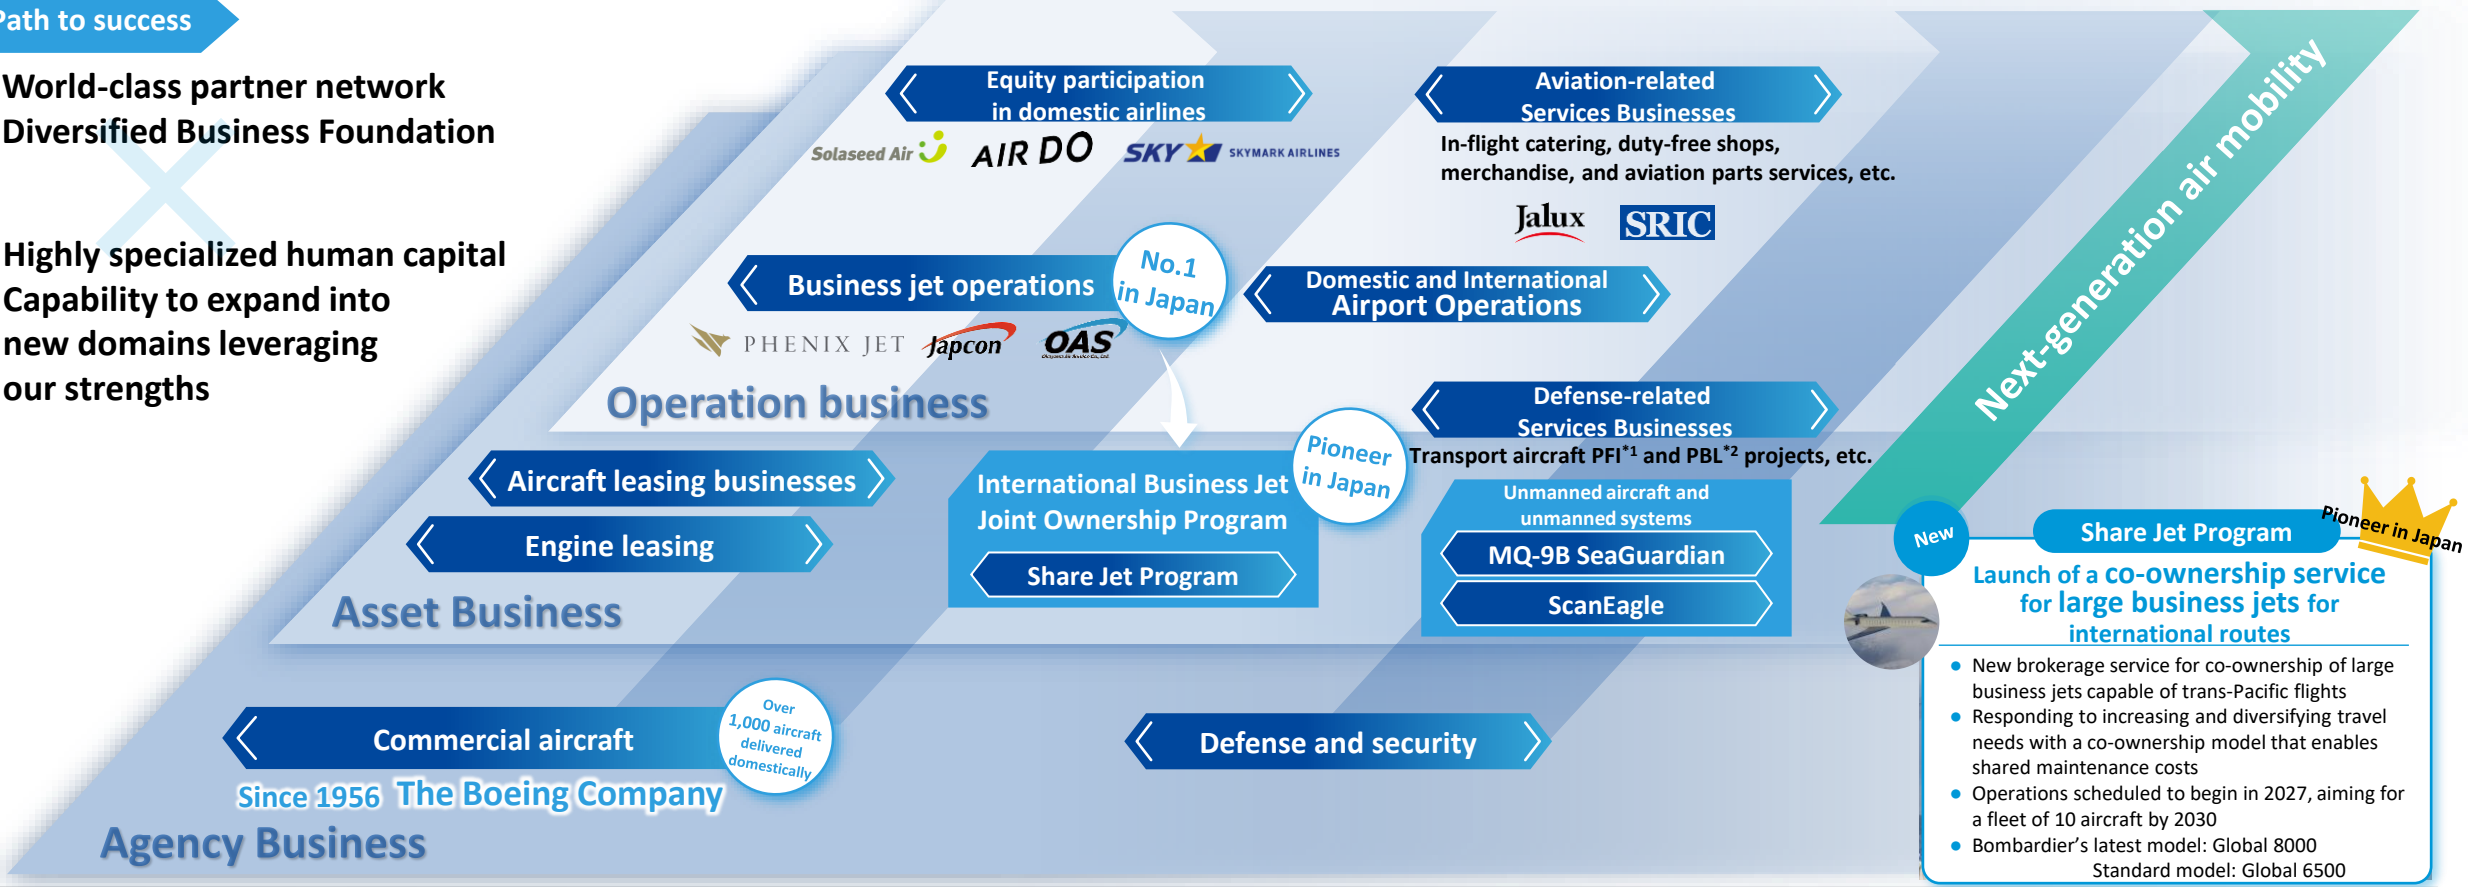 Path to success
World-class partner network
Diversified Business Foundation
Highly specialized human capital
Capability to expand into
new domains leveraging
our strengths
Equity participation
in domestic airlines
Solaseed Air
AIR DO
SKY
SKYMARK AIRLINES
Aviation-related
Services Businesses
In-flight catering, duty-free shops,
merchandise, and aviation parts services, etc.
Jalux
SRIC
Business jet operations
No.1
in Japan
PHENIX JET
Japcon
OAS
Domestic and International
Airport Operations
Operation business
Next-generation air mobility
Defense-related
Services Businesses
Transport aircraft PFI*1 and PBL*2 projects, etc.
Aircraft leasing businesses
Engine leasing
Asset Business
International Business Jet
Joint Ownership Program
Share Jet Program
Pioneer
in Japan
Unmanned aircraft and
unmanned systems
MQ-9B SeaGuardian
ScanEagle
Commercial aircraft
Over
1,000 aircraft
delivered
domestically
Since 1956 The Boeing Company
Defense and security
Agency Business
New
Share Jet Program
Pioneer in Japan
Launch of a co-ownership service
for large business jets for
international routes
● New brokerage service for co-ownership of large
business jets capable of trans-Pacific flights
● Responding to increasing and diversifying travel
needs with a co-ownership model that enables
shared maintenance costs
● Operations scheduled to begin in 2027, aiming for
a fleet of 10 aircraft by 2030
● Bombardier's latest model: Global 8000
Standard model: Global 6500